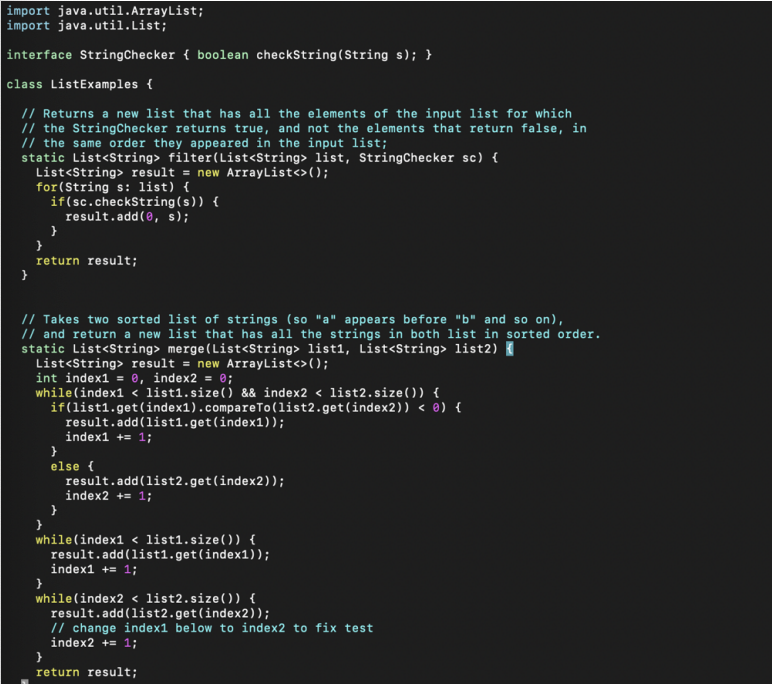 import java.util.ArrayList;
import java.util.List;

interface StringChecker { boolean checkString(String s); }

class ListExamples {

  // Returns a new list that has all the elements of the input list for which
  // the StringChecker returns true, and not the elements that return false, in
  // the same order they appeared in the input list;
  static List<String> filter(List<String> list, StringChecker sc) {
    List<String> result = new ArrayList<>();
    for(String s: list) {
      if(sc.checkString(s)) {
        result.add(0, s);
      }
    }
    return result;
  }


  // Takes two sorted list of strings (so "a" appears before "b" and so on),
  // and return a new list that has all the strings in both list in sorted order.
  static List<String> merge(List<String> list1, List<String> list2) {
    List<String> result = new ArrayList<>();
    int index1 = 0, index2 = 0;
    while(index1 < list1.size() && index2 < list2.size()) {
      if(list1.get(index1).compareTo(list2.get(index2)) < 0) {
        result.add(list1.get(index1));
        index1 += 1;
      }
      else {
        result.add(list2.get(index2));
        index2 += 1;
      }
    }
    while(index1 < list1.size()) {
      result.add(list1.get(index1));
      index1 += 1;
    }
    while(index2 < list2.size()) {
      result.add(list2.get(index2));
      // change index1 below to index2 to fix test
      index2 += 1;
    }
    return result;